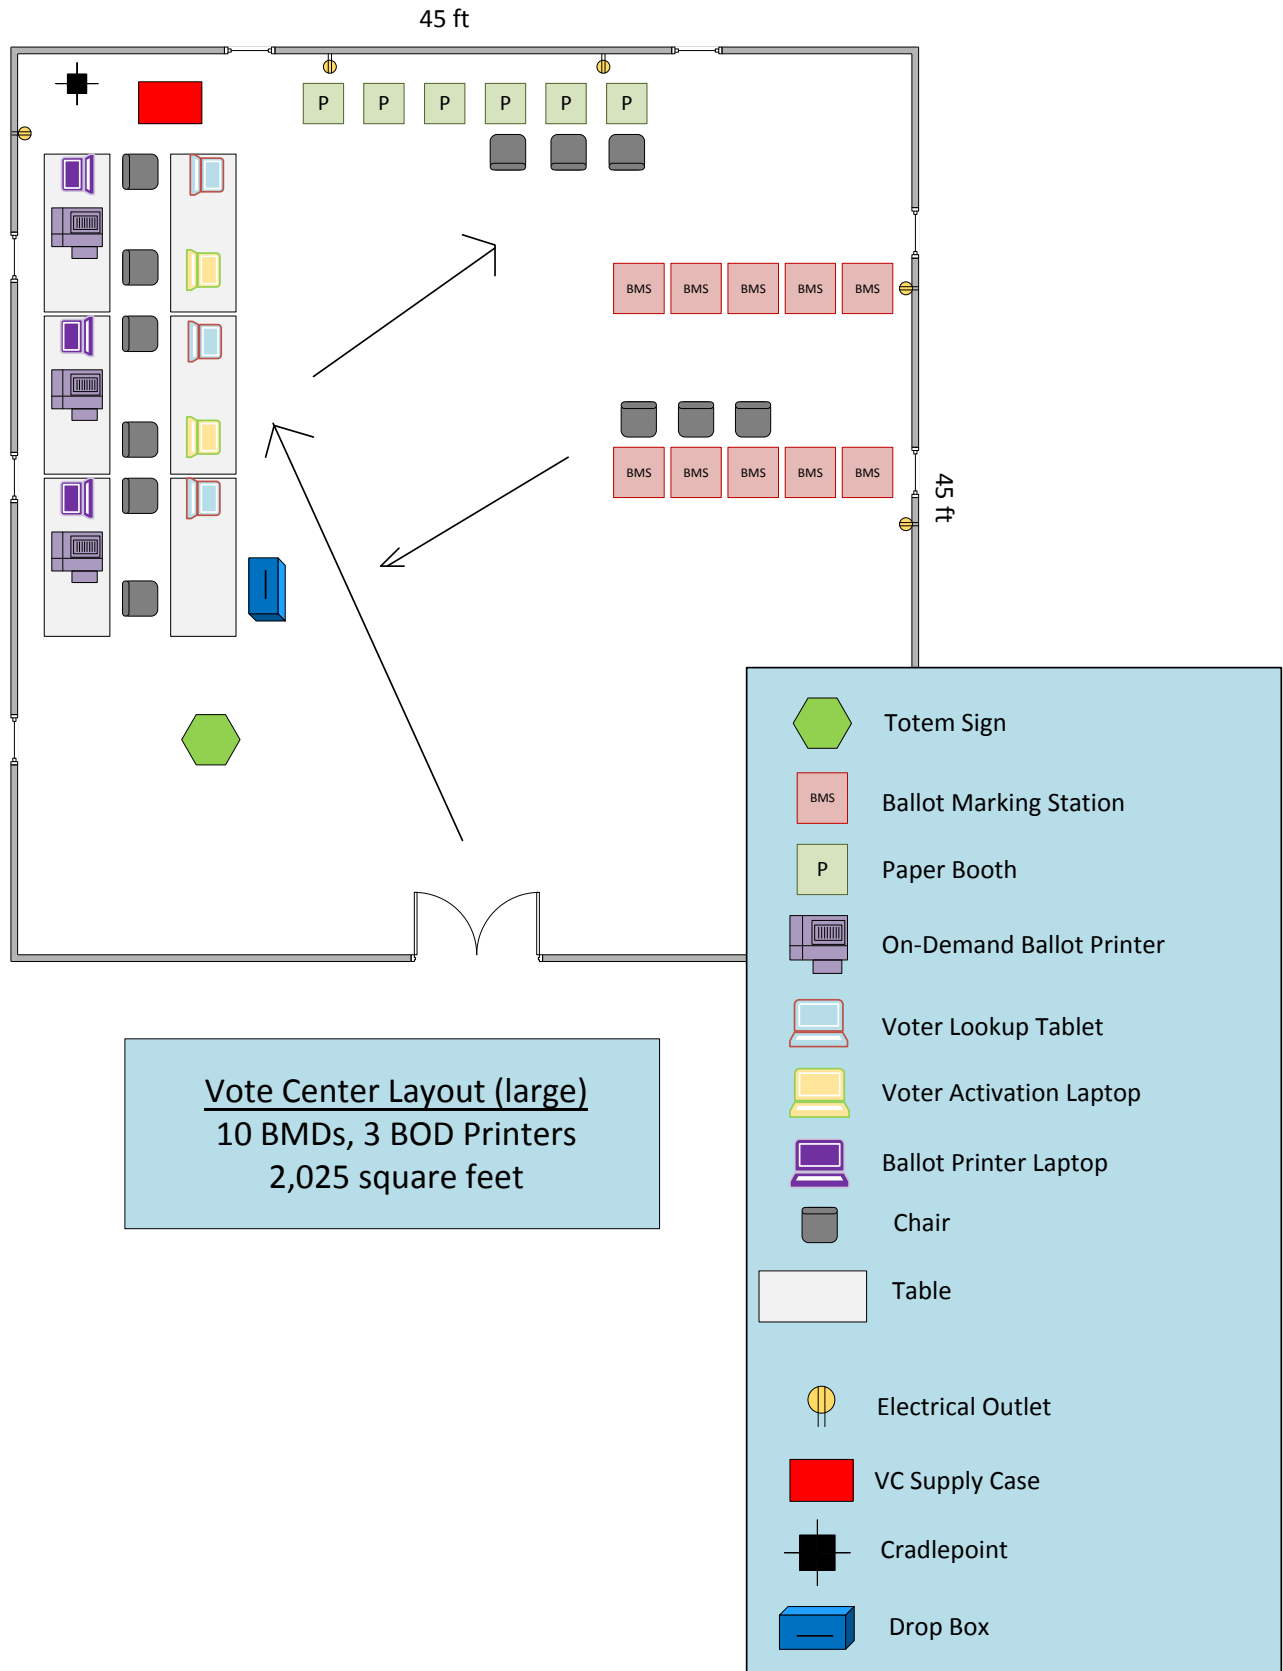 45 ft
P P P P P P
BMS BMS BMS BMS BMS
BMS BMS BMS BMS BMS
45 ft
Totem Sign
BMS
Ballot Marking Station
P
Paper Booth
On-Demand Ballot Printer
Voter Lookup Tablet
Voter Activation Laptop
Ballot Printer Laptop
Chair
Table
Electrical Outlet
VC Supply Case
Cradlepoint
Drop Box
Vote Center Layout (large)
10 BMDs, 3 BOD Printers
2,025 square feet